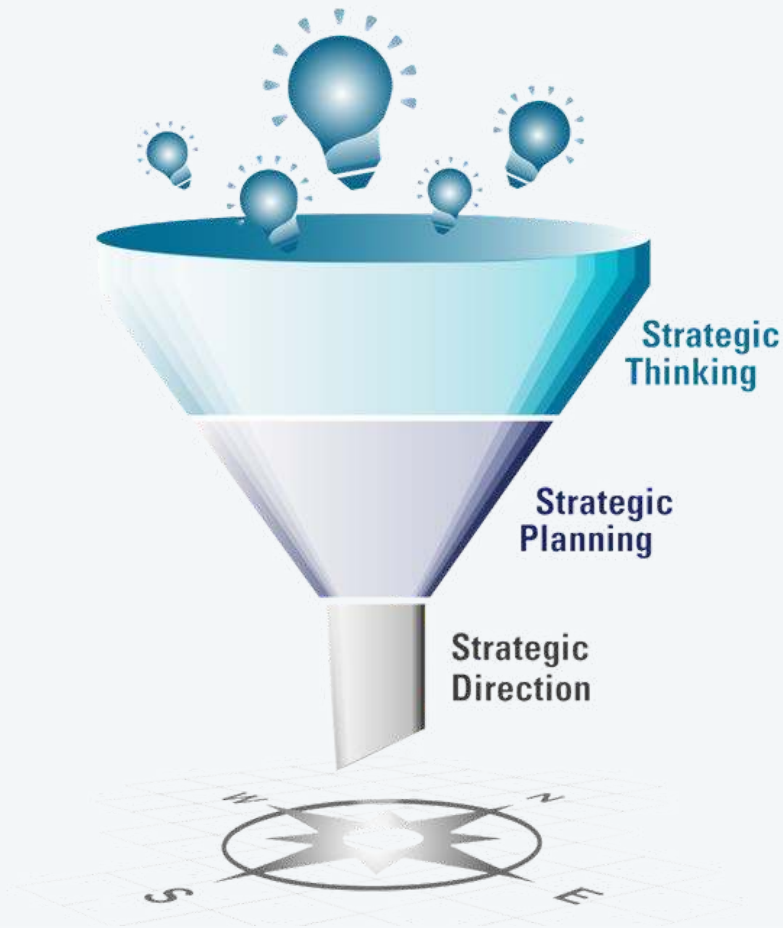 Strategic
Thinking
Strategic
Planning
Strategic
Direction
W N
S E